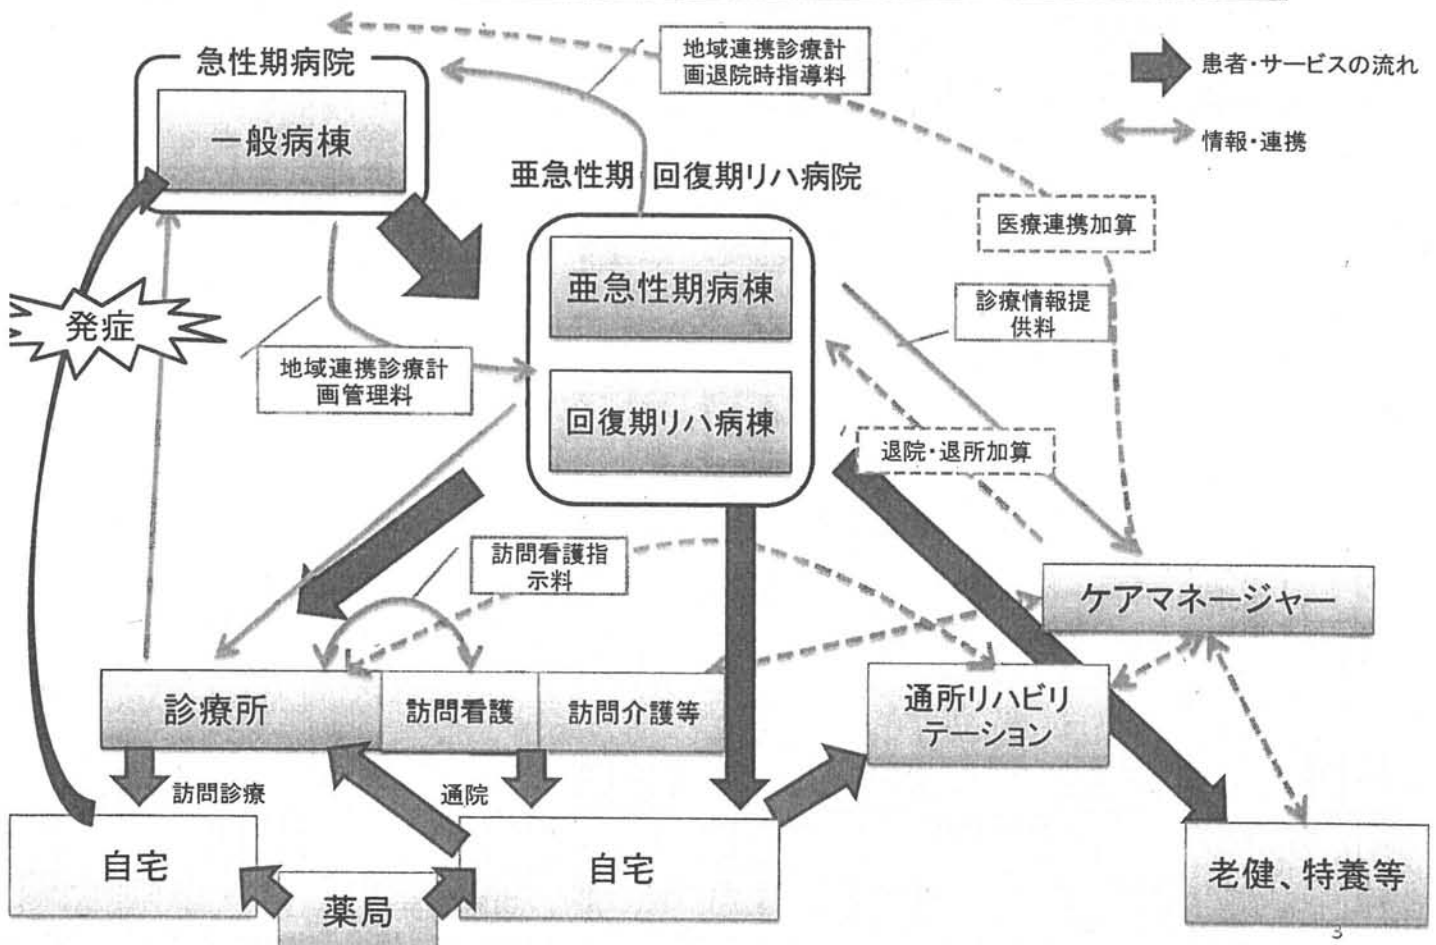 地域連携診療計
画退院時指導料
患者・サービスの流れ
情報・連携
急性期病院
一般病棟
亜急性期 回復期リハ病院
医療連携加算
亜急性期病棟
診療情報提
供料
発症
地域連携診療計
画管理料
回復期リハ病棟
退院・退所加算
訪問看護指
示料
ケアマネージャー
診療所
訪問看護
訪問介護等
通所リハビリ
テーション
訪問診療
通院
自宅
自宅
薬局
老健、特養等
3